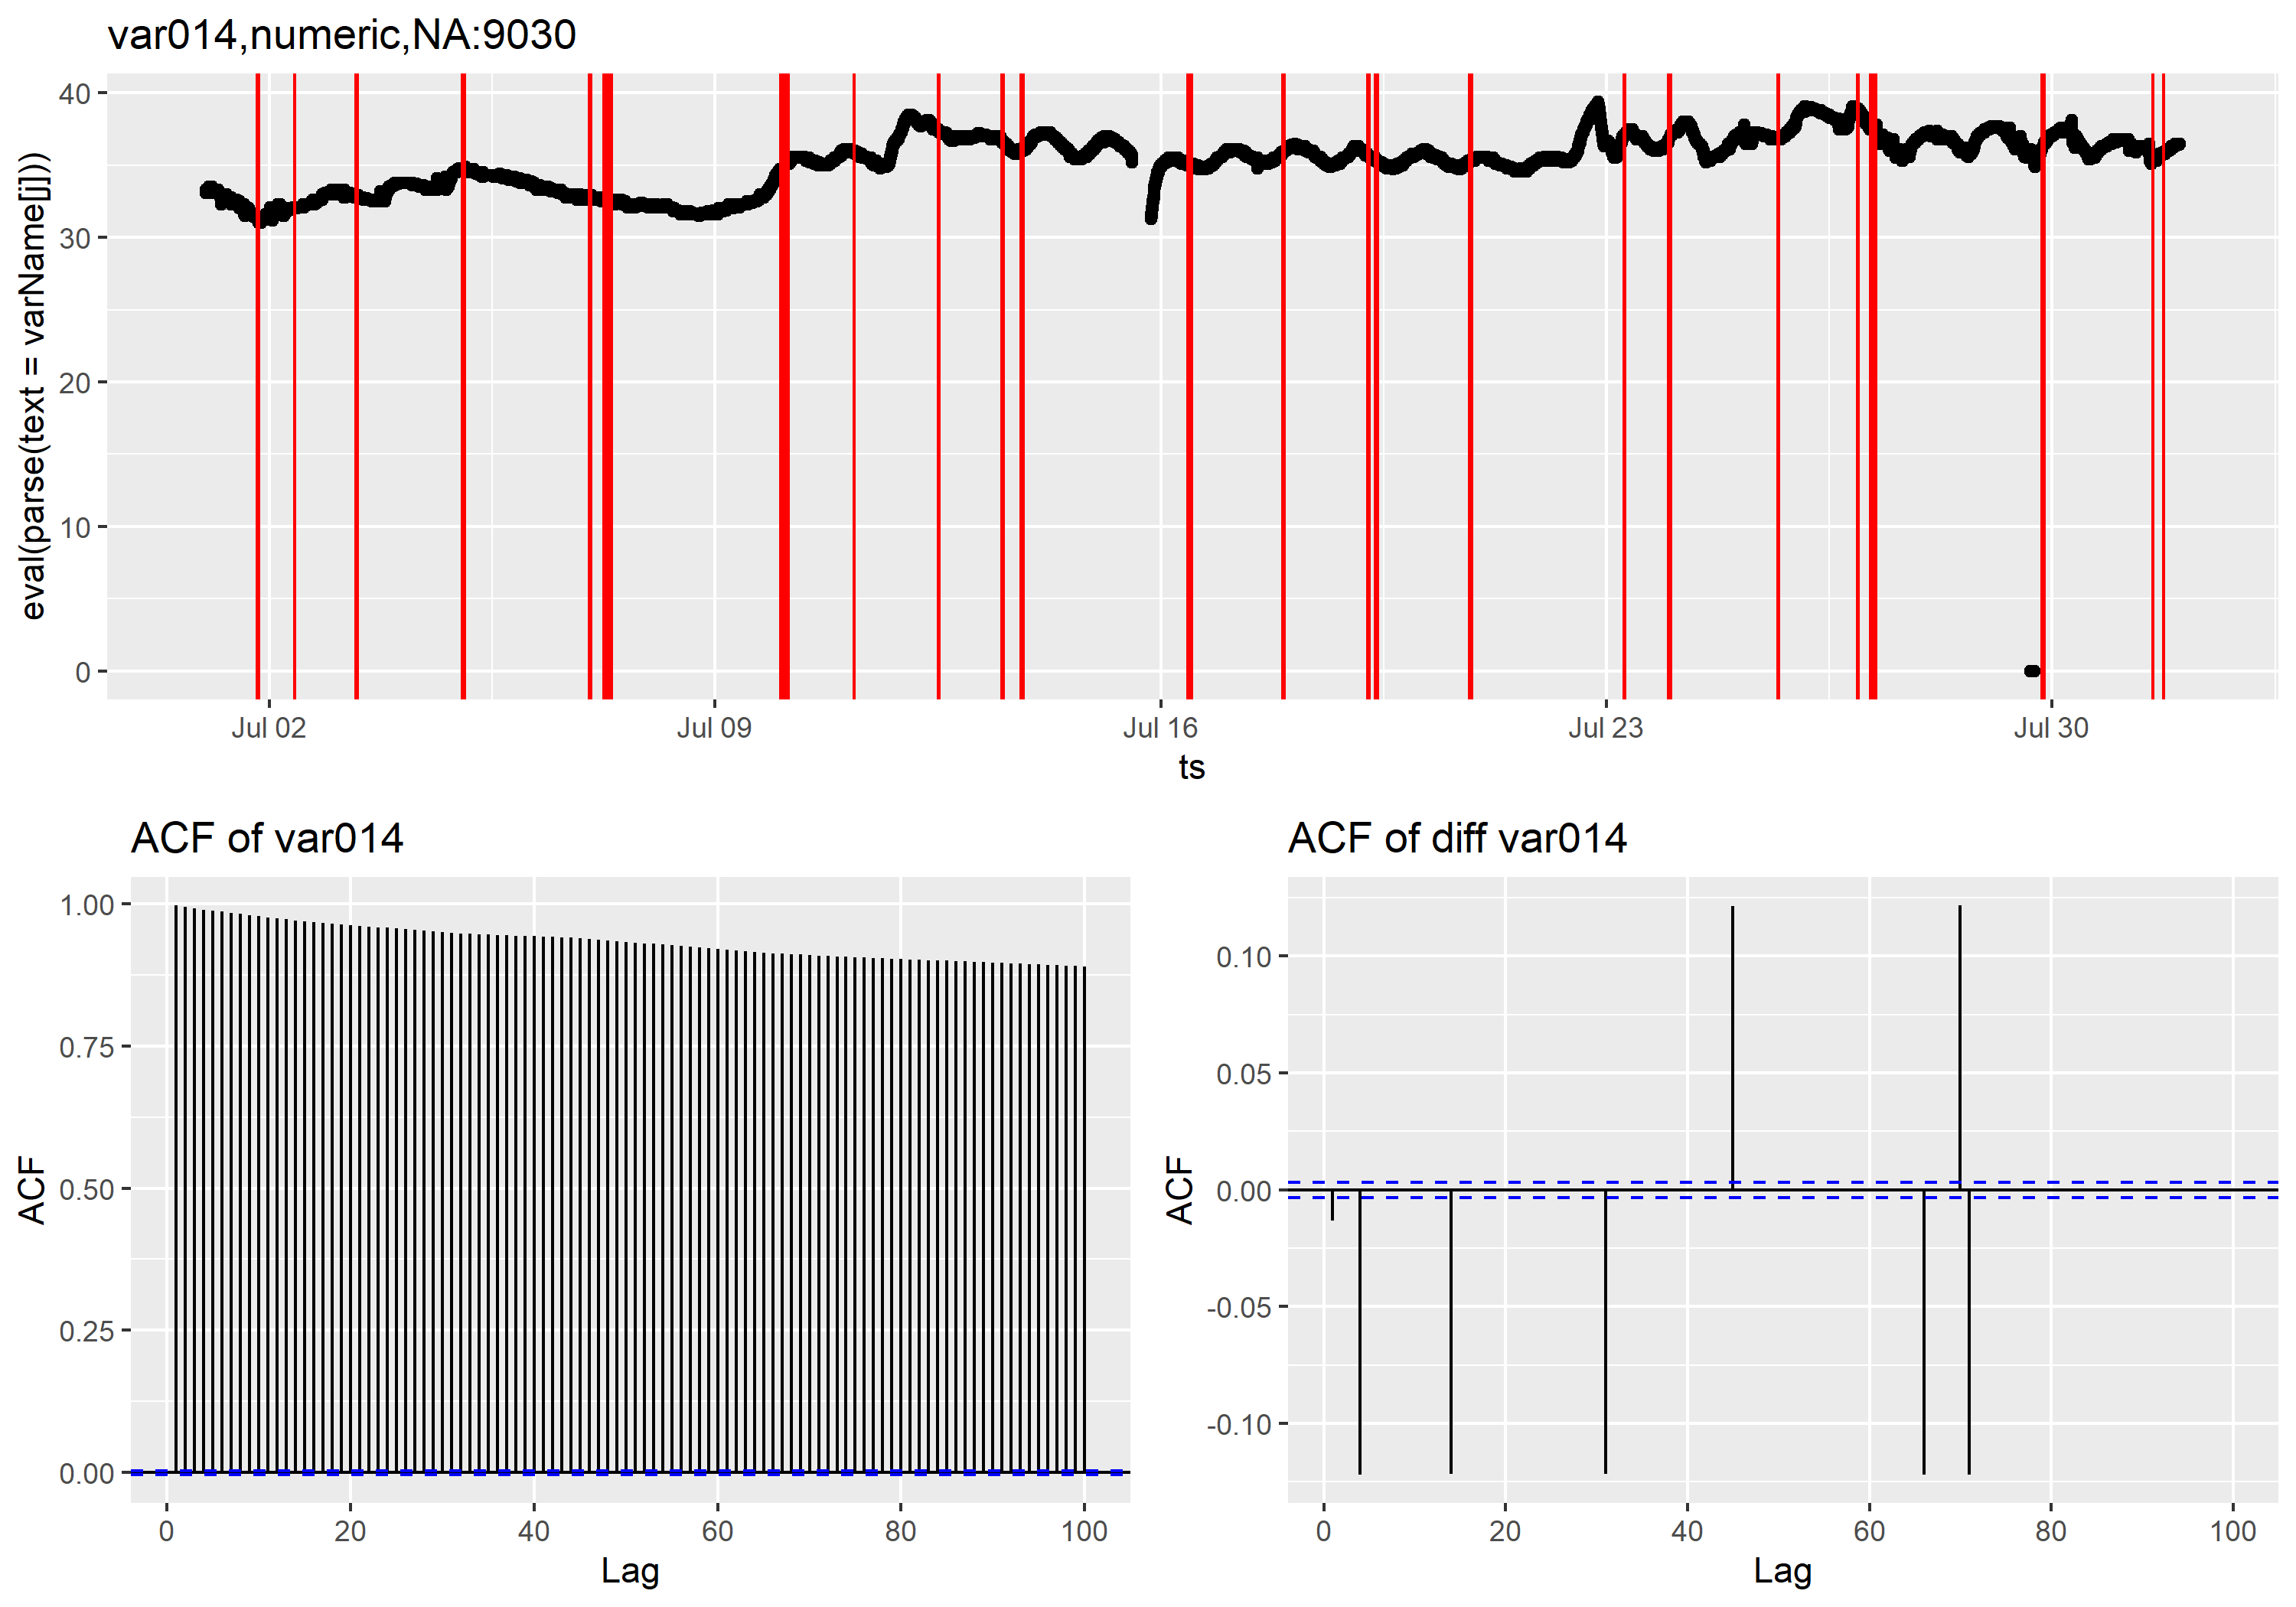 var014,numeric,NA:9030
eval(parse(text = varName[j]))
40
30
20
10
0
Jul 02 Jul 09 Jul 16 Jul 23 Jul 30
ts
ACF of var014
ACF
1.00
0.75
0.50
0.25
0.00
0 20 40 60 80 100
Lag
ACF of diff var014
ACF
0.10
0.05
0.00
-0.05
-0.10
0 20 40 60 80 100
Lag